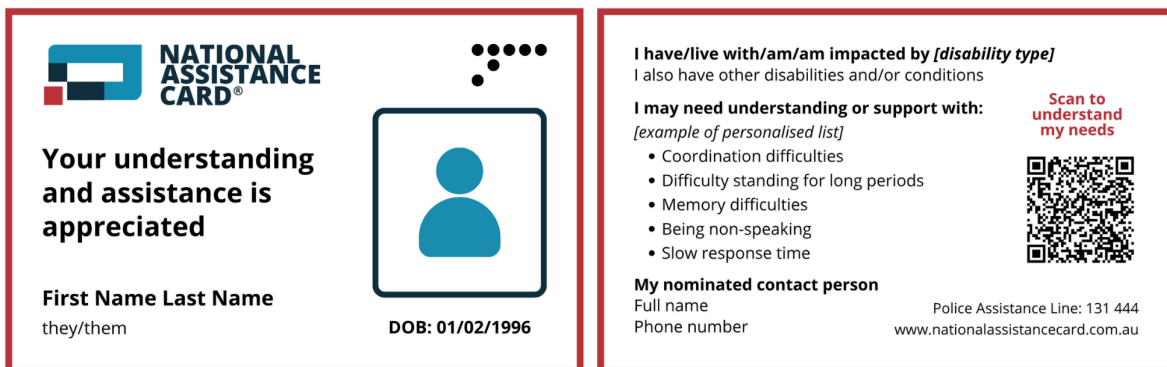 NATIONAL
ASSISTANCE
CARD®
Your understanding
and assistance is
appreciated
First Name Last Name
they/them
DOB: 01/02/1996
I have/live with/am/am impacted by [disability type]
I also have other disabilities and/or conditions
I may need understanding or support with:
[example of personalised list]
• Coordination difficulties
• Difficulty standing for long periods
• Memory difficulties
• Being non-speaking
• Slow response time
Scan to
understand
my needs
My nominated contact person
Full name
Phone number
Police Assistance Line: 131 444
www.nationalassistancecard.com.au